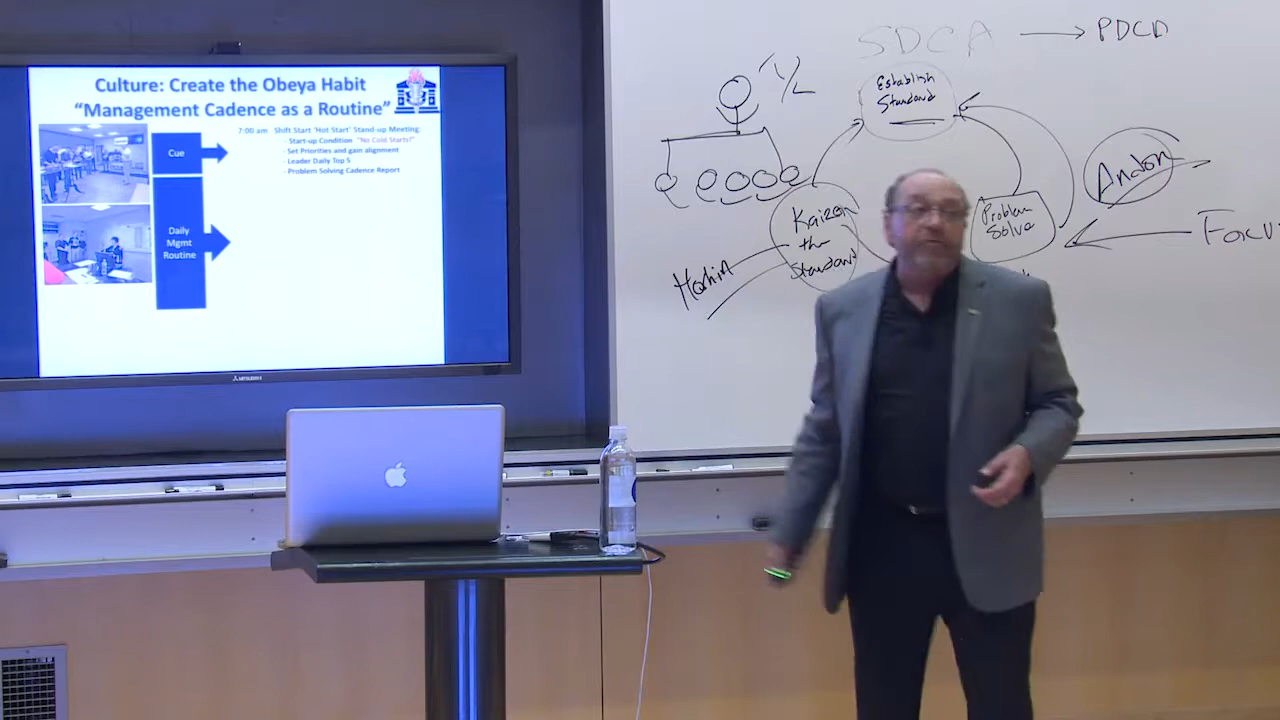 Culture: Create the Obeya Habit
“Management Cadence as a Routine”
Cue
7:00 am Shift Start ‘Hot Start’ Stand-up Meeting:
- Start-up Condition “No Cold Starts!”
- Set Priorities and gain alignment
- Leader Daily Top 5
- Problem Solving Cadence Report
Daily
Mgmt
Routine
MITSUBISHI
SDCA → PDCA
T/L
Establish
Standard
Andon
Kaizen
the
Standard
Problem
Solve
Focus
Hoshin